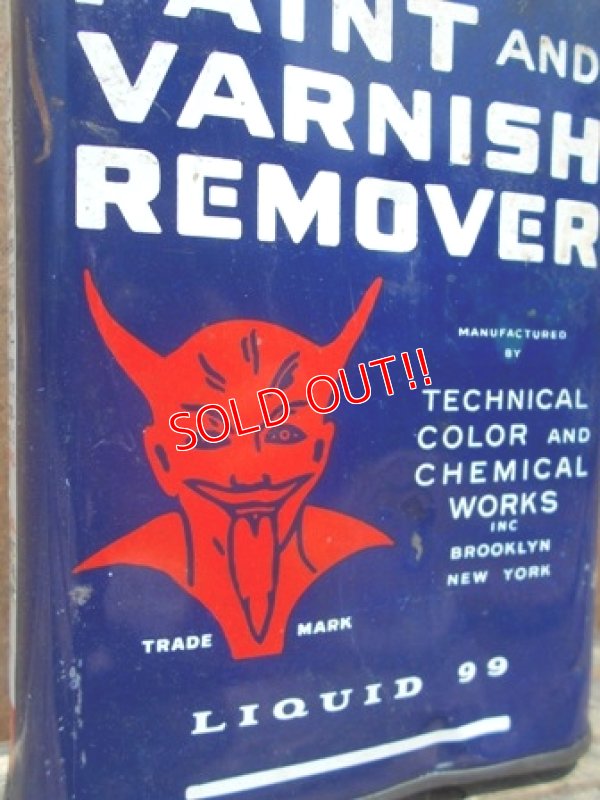 PAINT AND
VARNISH
REMOVER
MANUFACTURED
BY
TECHNICAL
COLOR AND
CHEMICAL
WORKS
INC
BROOKLYN
NEW YORK
SOLD OUT!!
TRADE MARK
LIQUID 99